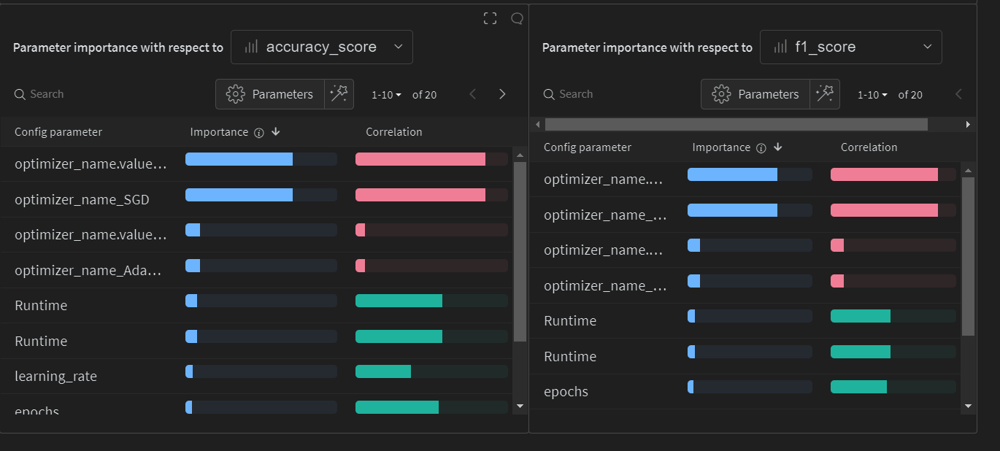 Parameter importance with respect to accuracy_score
Search Parameters 1-10 of 20
Config parameter Importance Correlation
optimizer_name.value...
optimizer_name_SGD
optimizer_name.value...
optimizer_name_Ada...
Runtime
Runtime
learning_rate
epochs
Parameter importance with respect to f1_score
Search Parameters 1-10 of 20
Config parameter Importance Correlation
optimizer_name....
optimizer_name_...
optimizer_name....
optimizer_name_...
Runtime
Runtime
epochs